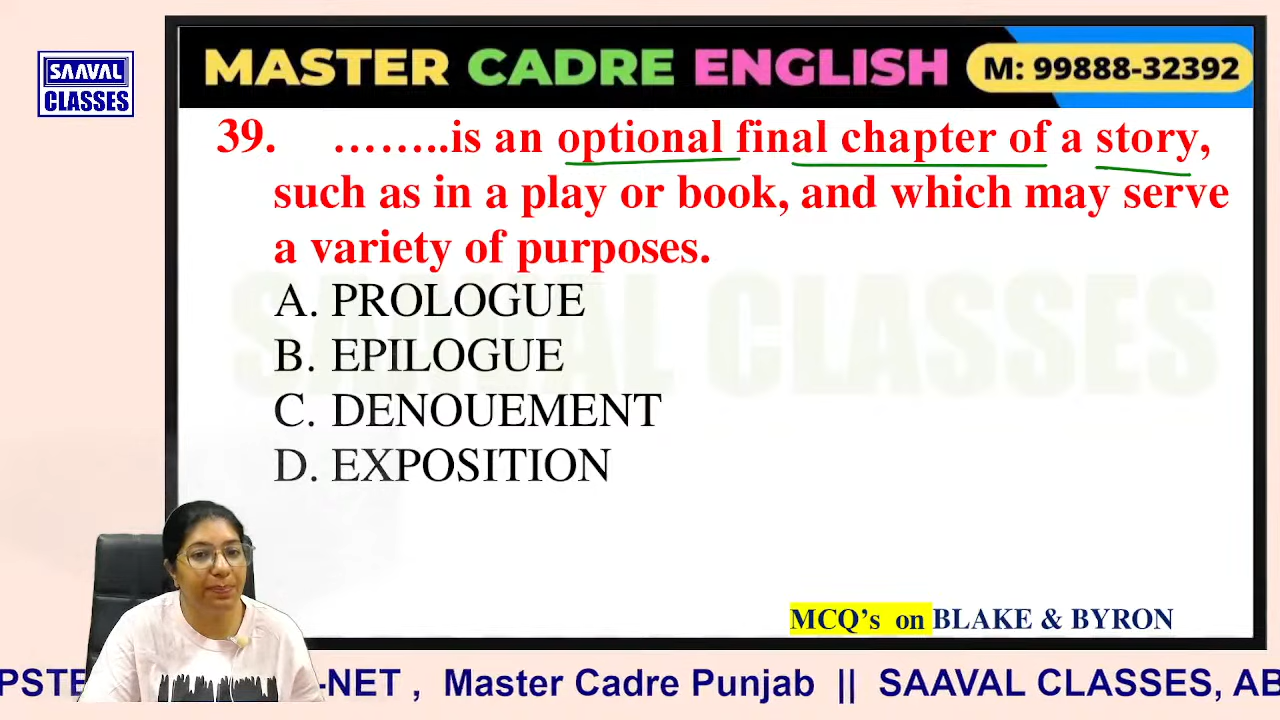 SAAVAL
CLASSES
MASTER CADRE ENGLISH
M: 99888-32392
39. ……..is an optional final chapter of a story,
such as in a play or book, and which may serve
a variety of purposes.
SAAVAL CLASSES
A. PROLOGUE
B. EPILOGUE
C. DENOUEMENT
D. EXPOSITION
MCQ's on BLAKE & BYRON
-NET , Master Cadre Punjab || SAAVAL CLASSES,